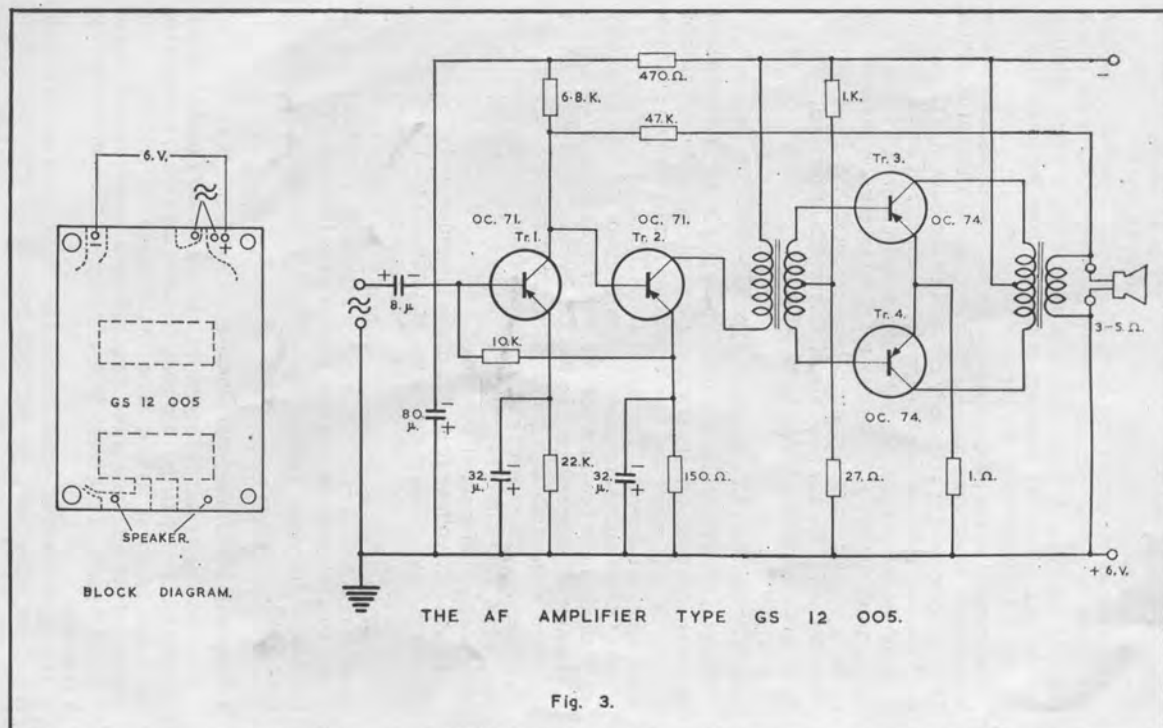 6.V.
−
+
GS 12 005
SPEAKER.
BLOCK DIAGRAM.
470.Ω.
−
6.8.K.
1.K.
47.K.
Tr. 3.
OC. 71.
OC. 71.
OC 74.
Tr. 1.
Tr. 2.
+ −
8.µ
Tr. 4.
3-5.Ω.
10.K.
OC. 74.
80.
µ.
−
+
32.
µ.
−
+
22.K.
32.
µ.
−
+
150.Ω.
27.Ω.
1.Ω.
+ 6.V.
THE AF AMPLIFIER TYPE GS 12 005.
Fig. 3.